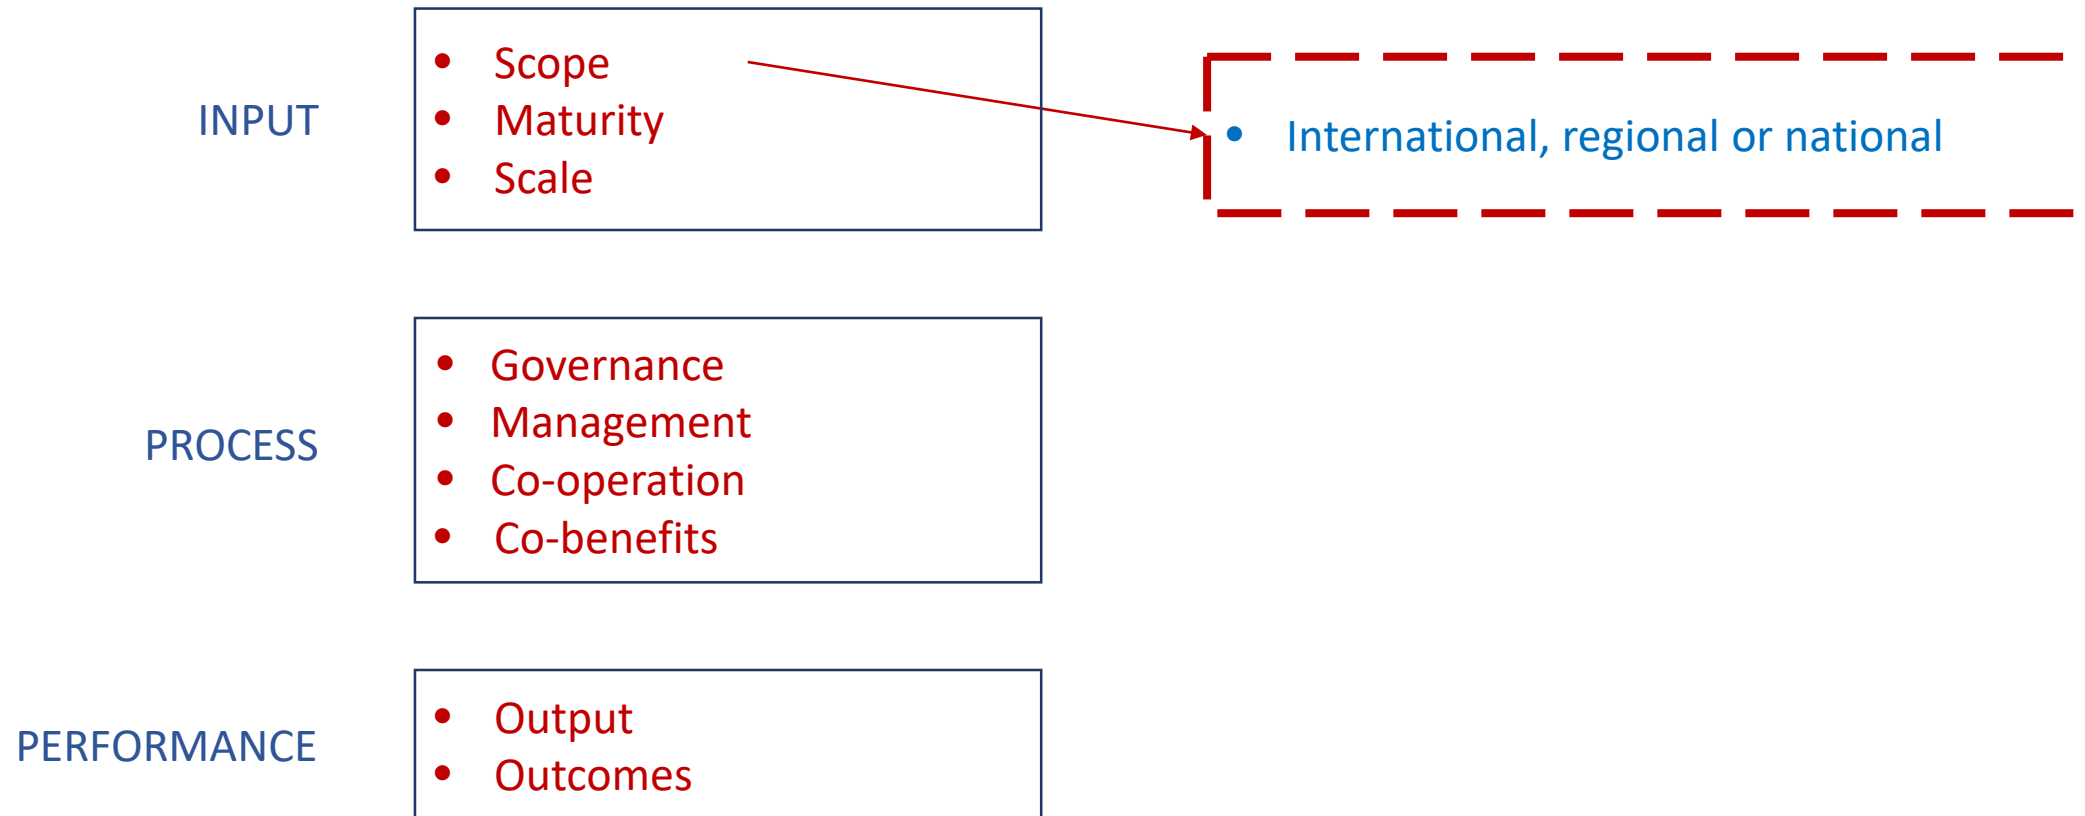 INPUT
• Scope
• Maturity
• Scale
• International, regional or national
PROCESS
• Governance
• Management
• Co-operation
• Co-benefits
PERFORMANCE
• Output
• Outcomes